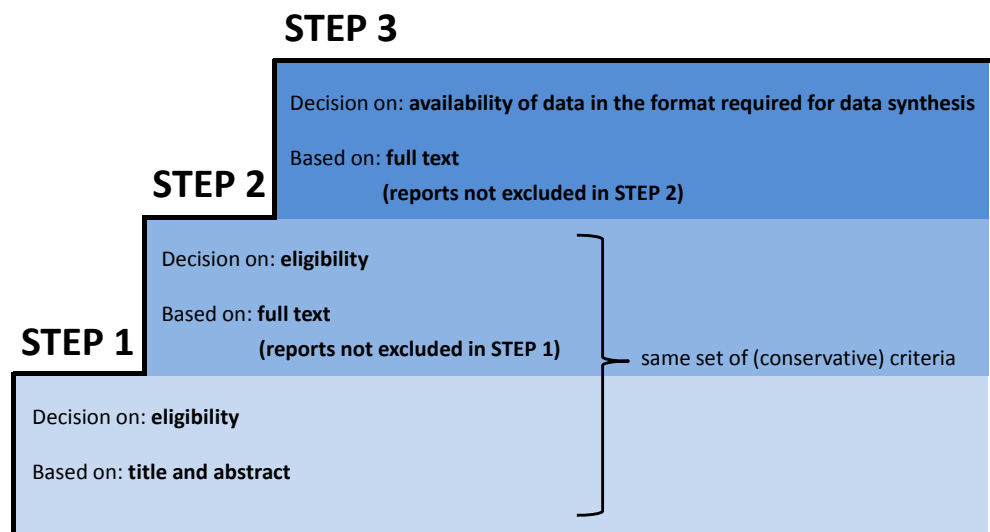 STEP 3
Decision on: availability of data in the format required for data synthesis
Based on: full text
(reports not excluded in STEP 2)
STEP 2
Decision on: eligibility
Based on: full text
(reports not excluded in STEP 1)
STEP 1
same set of (conservative) criteria
Decision on: eligibility
Based on: title and abstract